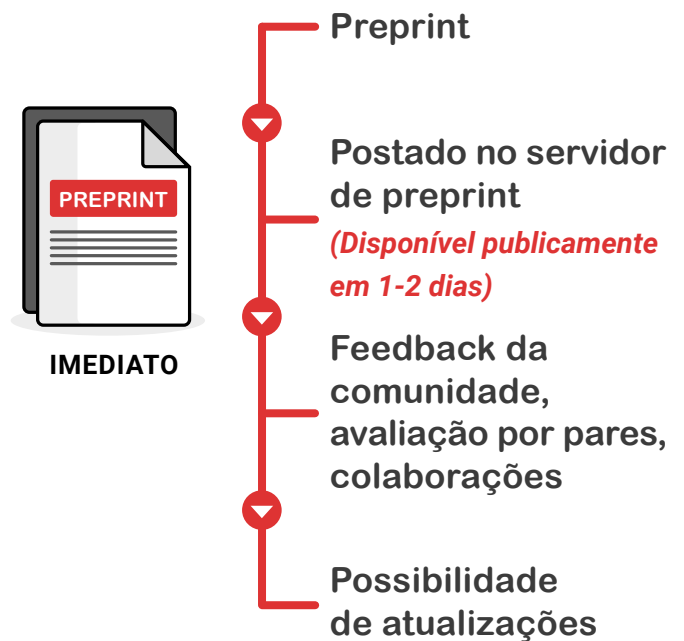 Preprint
PREPRINT
IMEDIATO
Postado no servidor
de preprint
(Disponível publicamente
em 1-2 dias)
Feedback da
comunidade,
avaliação por pares,
colaborações
Possibilidade
de atualizações